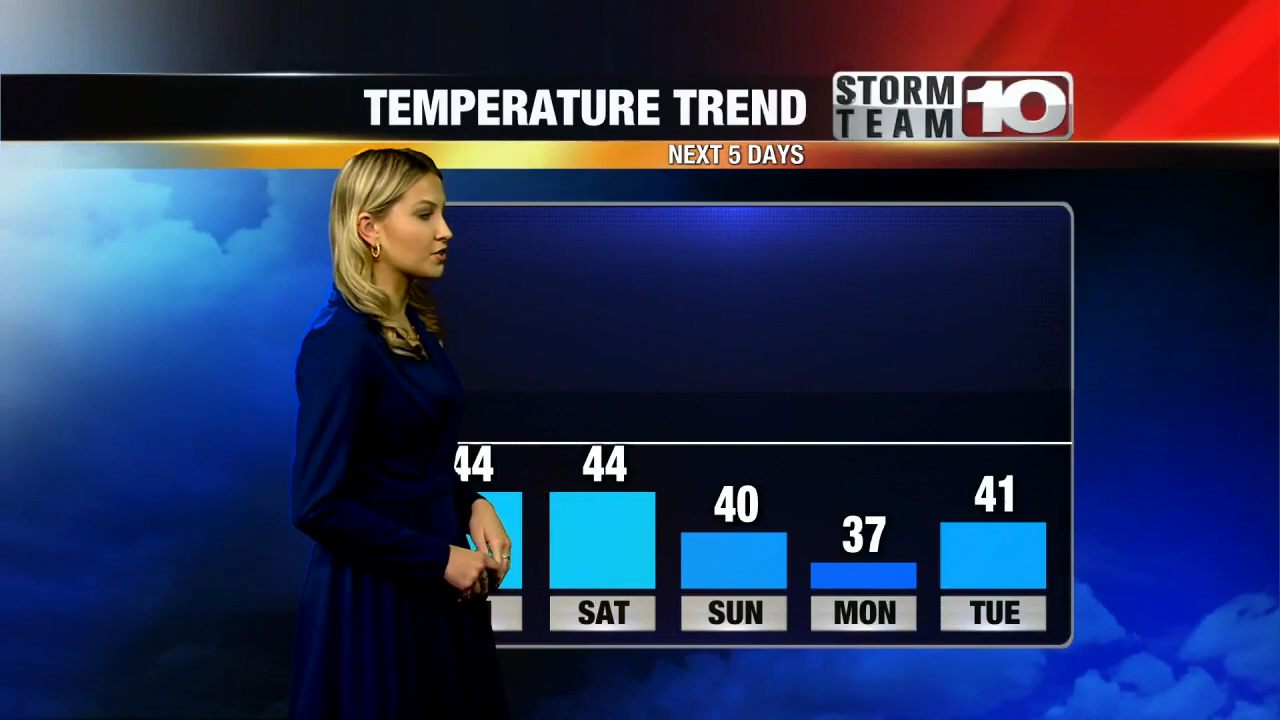 TEMPERATURE TREND
STORM
TEAM
10
NEXT 5 DAYS
44 44 40 37 41
SAT SUN MON TUE